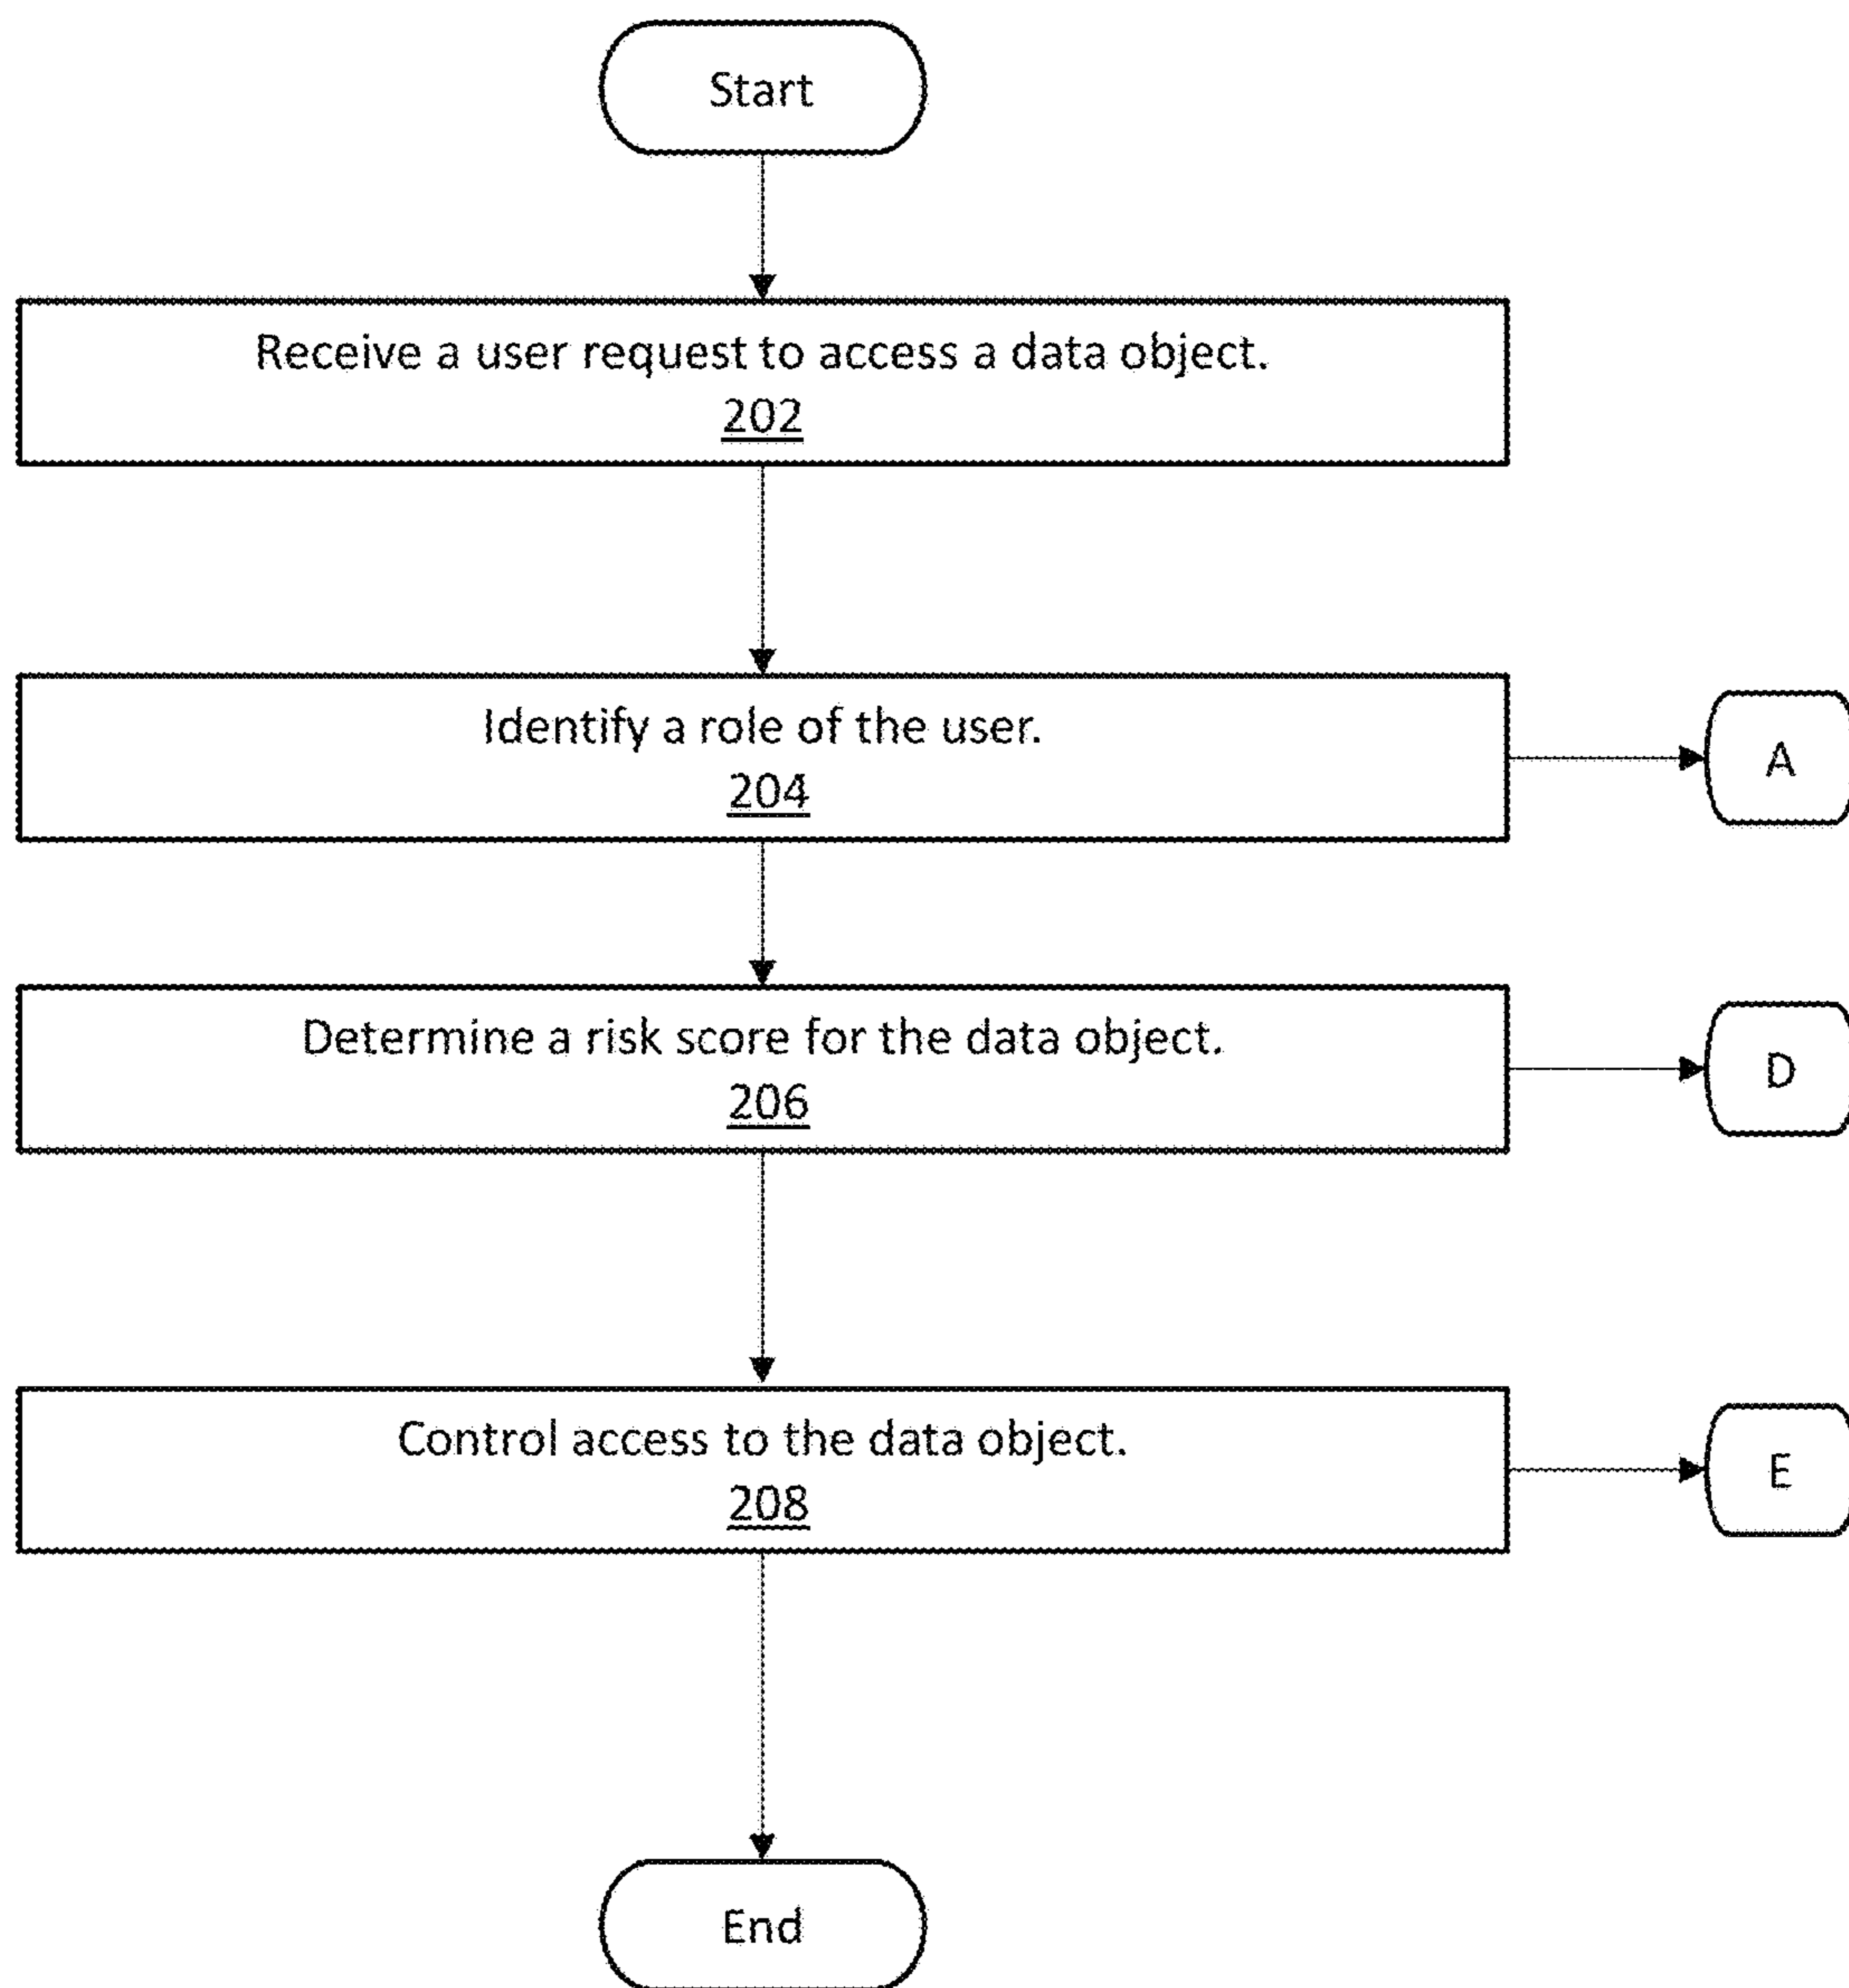 Start
Receive a user request to access a data object.
202
Identify a role of the user.
204
A
Determine a risk score for the data object.
206
D
Control access to the data object.
208
E
End